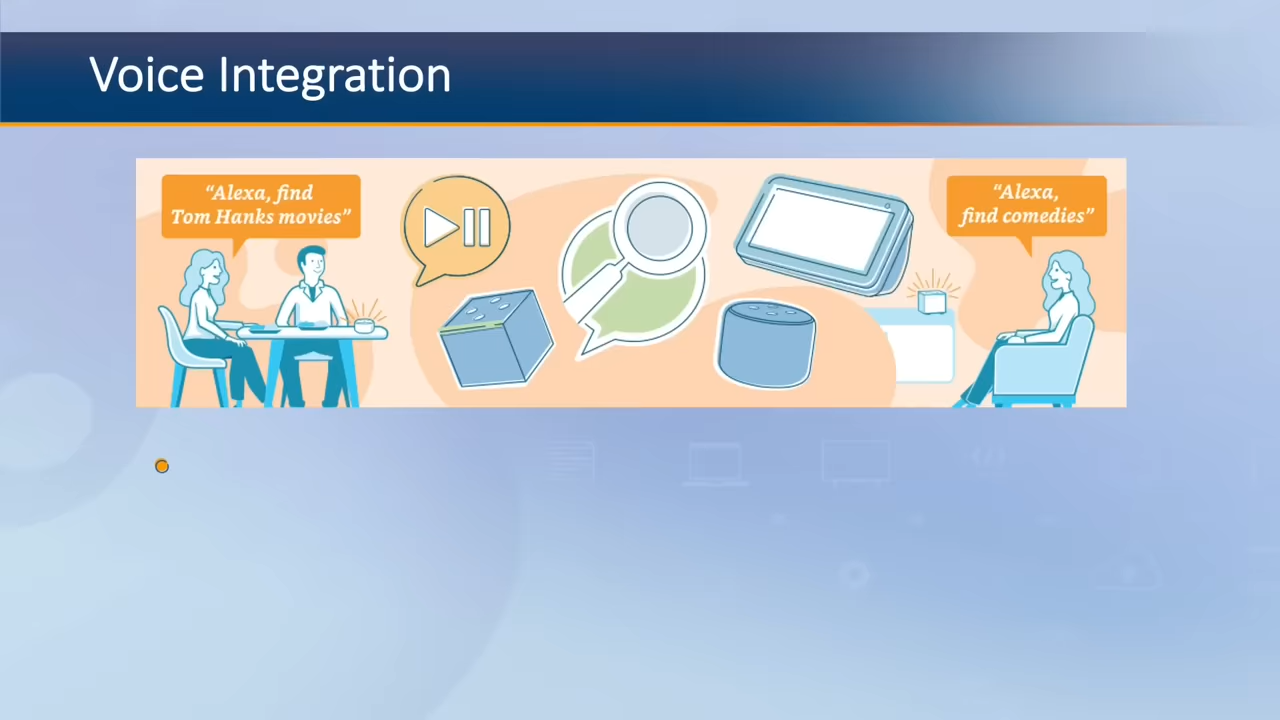 Voice Integration
“Alexa, find
Tom Hanks movies”
“Alexa,
find comedies”